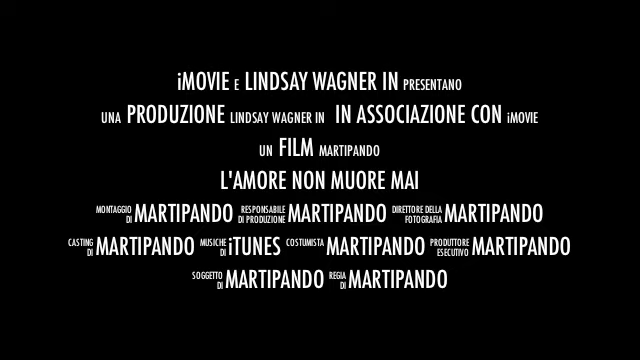 iMOVIE E LINDSAY WAGNER IN PRESENTANO
UNA PRODUZIONE LINDSAY WAGNER IN IN ASSOCIAZIONE CON iMOVIE
UN FILM MARTIPANDO
L'AMORE NON MUORE MAI
MONTAGGIO DI MARTIPANDO RESPONSABILE DI PRODUZIONE MARTIPANDO DIRETTORE DELLA FOTOGRAFIA MARTIPANDO
CASTING DI MARTIPANDO MUSICHE DI iTUNES COSTUMISTA MARTIPANDO PRODUTTORE ESECUTIVO MARTIPANDO
SOGGETTO DI MARTIPANDO REGIA DI MARTIPANDO